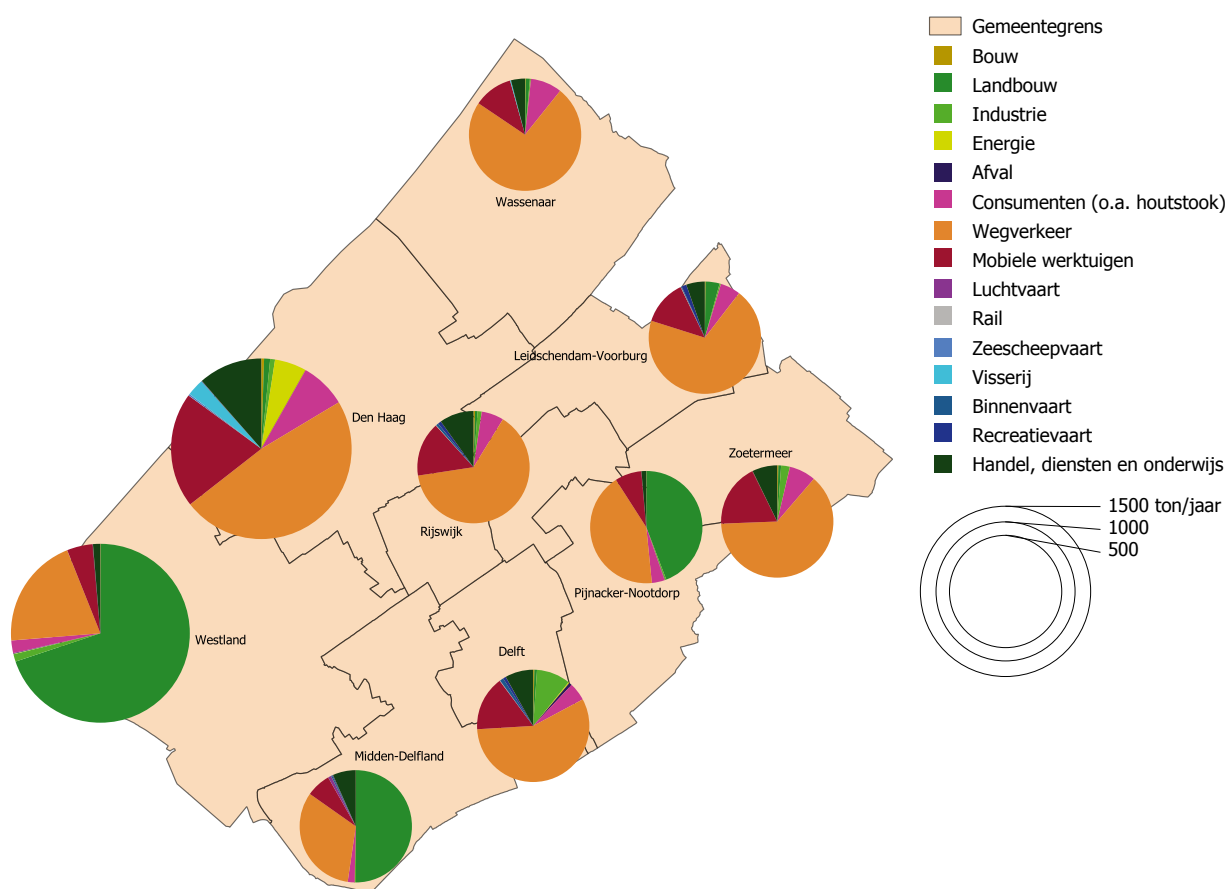 Gemeentegrens
Bouw
Landbouw
Industrie
Energie
Afval
Consumenten (o.a. houtstook)
Wegverkeer
Mobiele werktuigen
Luchtvaart
Rail
Zeescheepvaart
Visserij
Binnenvaart
Recreatievaart
Handel, diensten en onderwijs
1500 ton/jaar
1000
500
Wassenaar
Leidschendam-Voorburg
Den Haag
Zoetermeer
Rijswijk
Pijnacker-Nootdorp
Westland
Delft
Midden-Delfland